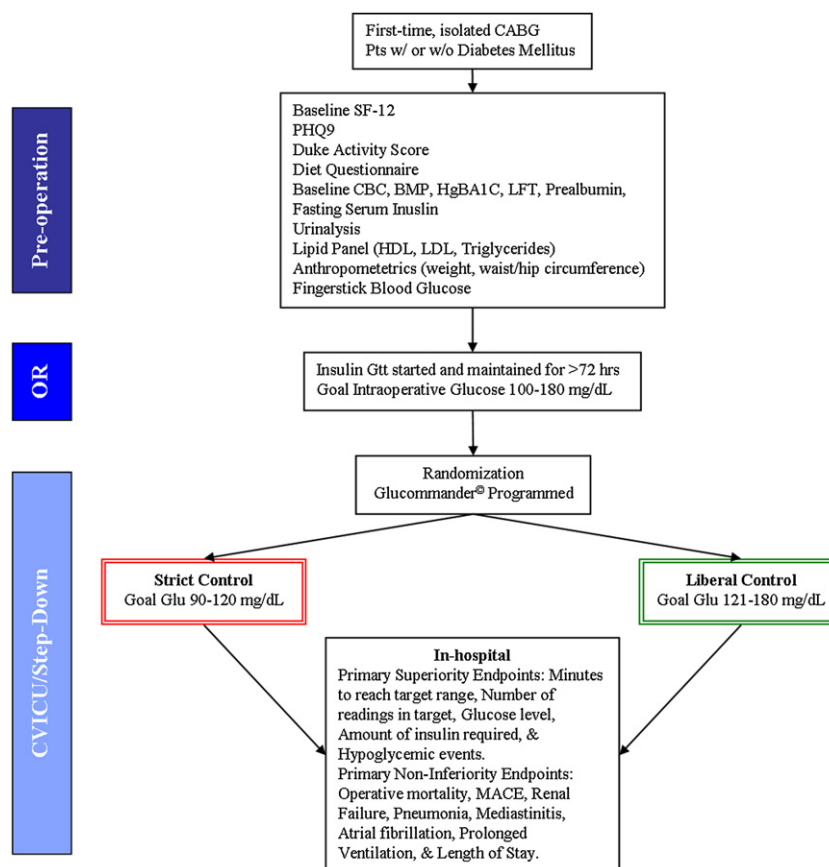 First-time, isolated CABG
Pts w/ or w/o Diabetes Mellitus
Pre-operation
Baseline SF-12
PHQ9
Duke Activity Score
Diet Questionnaire
Baseline CBC, BMP, HgBA1C, LFT, Prealbumin,
Fasting Serum Inuslin
Urinalysis
Lipid Panel (HDL, LDL, Triglycerides)
Anthropometetrics (weight, waist/hip circumference)
Fingerstick Blood Glucose
OR
Insulin Gtt started and maintained for >72 hrs
Goal Intraoperative Glucose 100-180 mg/dL
CVICU/Step-Down
Randomization
Glucommander© Programmed
Strict Control
Goal Glu 90-120 mg/dL
Liberal Control
Goal Glu 121-180 mg/dL
In-hospital
Primary Superiority Endpoints: Minutes
to reach target range, Number of
readings in target, Glucose level,
Amount of insulin required, &
Hypoglycemic events.
Primary Non-Inferiority Endpoints:
Operative mortality, MACE, Renal
Failure, Pneumonia, Mediastinitis,
Atrial fibrillation, Prolonged
Ventilation, & Length of Stay.